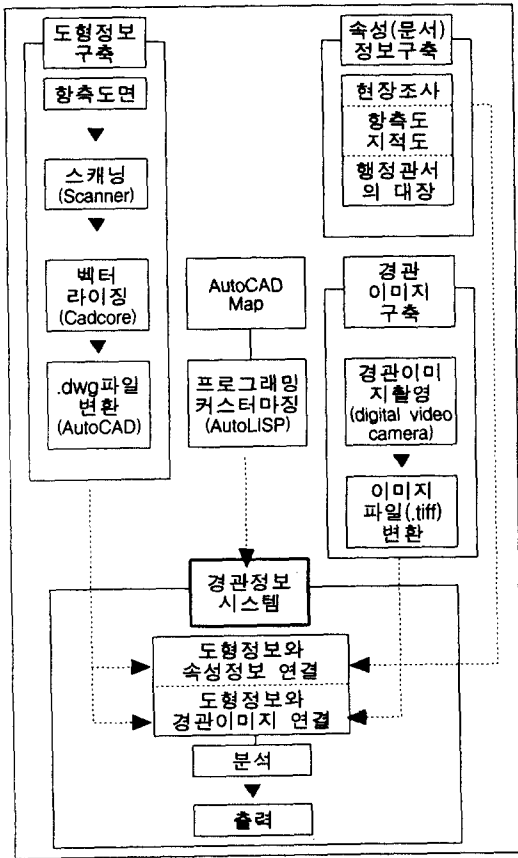 도형정보
구축
항축도면
스캐닝
(Scanner)
벡터
라이징
(Cadcore)
.dwg파일
변환
(AutoCAD)
AutoCAD
Map
프로그래밍
커스터마징
(AutoLISP)
속성(문서)
정보구축
현장조사
항측도
지적도
행정관서
의 대장
경관
이미지
구축
경관이미
지촬영
(digital video
camera)
이미지
파일(.tiff)
변환
경관정보
시스템
도형정보와
속성정보 연결
도형정보와
경관이미지 연결
분석
출력